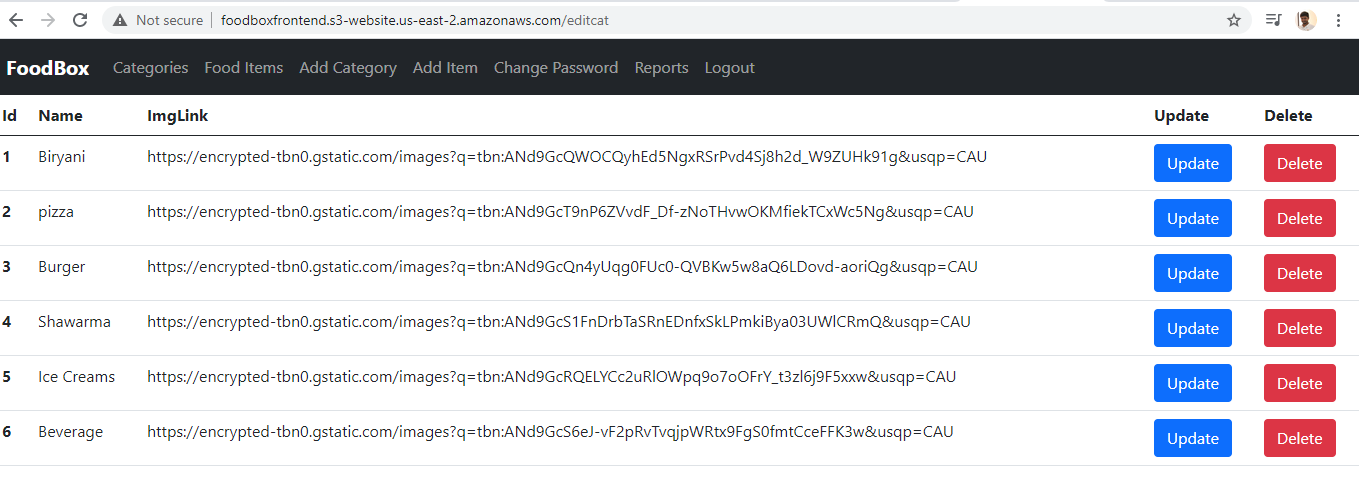 Not secure | foodboxfrontend.s3-website.us-east-2.amazonaws.com/editcat
FoodBox Categories Food Items Add Category Add Item Change Password Reports Logout
Id Name ImgLink Update Delete
1 Biryani https://encrypted-tbn0.gstatic.com/images?q=tbn:ANd9GcQWOCQyhEd5NgxRSrPvd4Sj8h2d_W9ZUHk91g&usqp=CAU Update Delete
2 pizza https://encrypted-tbn0.gstatic.com/images?q=tbn:ANd9GcT9nP6ZVvdF_Df-zNoTHvwOKMfiekTCxWc5Ng&usqp=CAU Update Delete
3 Burger https://encrypted-tbn0.gstatic.com/images?q=tbn:ANd9GcQn4yUqg0FUc0-QVBKw5w8aQ6LDovd-aoriQg&usqp=CAU Update Delete
4 Shawarma https://encrypted-tbn0.gstatic.com/images?q=tbn:ANd9GcS1FnDrbTaSRnEDnfxSkLPmkiBya03UWlCRmQ&usqp=CAU Update Delete
5 Ice Creams https://encrypted-tbn0.gstatic.com/images?q=tbn:ANd9GcRQELYCc2uRlOWpq9o7oOFrY_t3zl6j9F5xxw&usqp=CAU Update Delete
6 Beverage https://encrypted-tbn0.gstatic.com/images?q=tbn:ANd9GcS6eJ-vF2pRvTvqjpWRtx9FgS0fmtCceFFK3w&usqp=CAU Update Delete